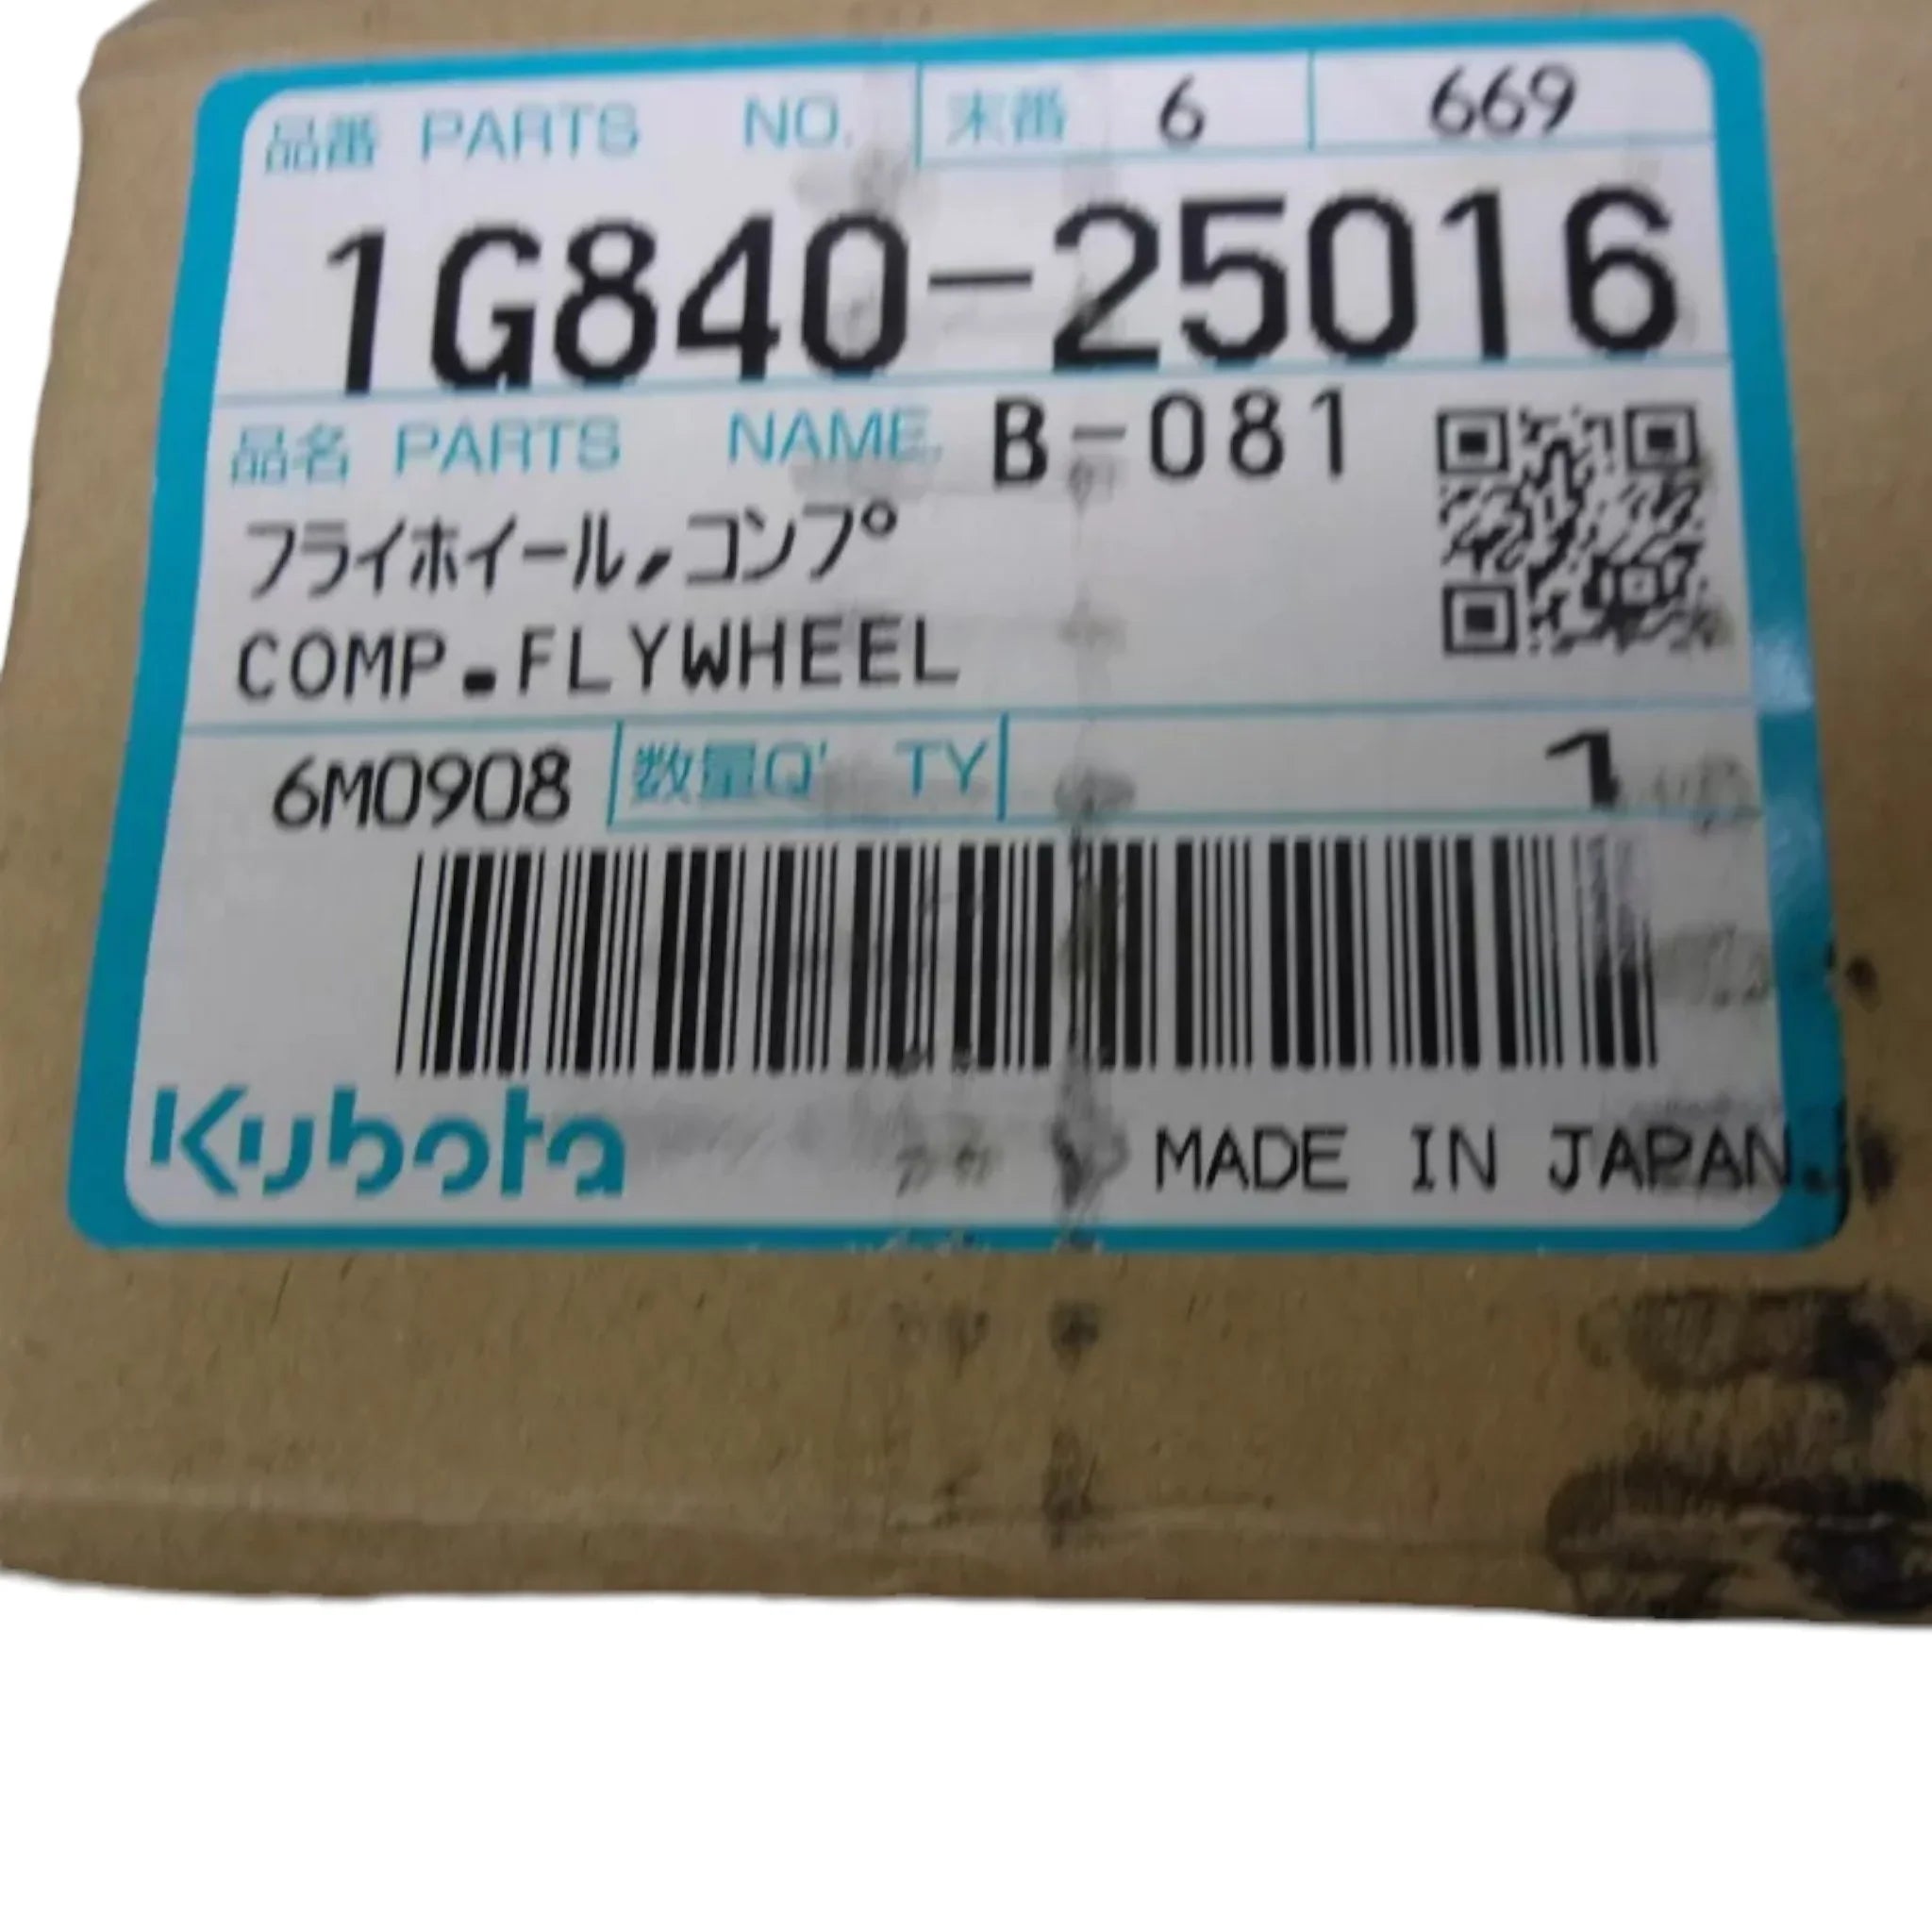 品番 PARTS NO. 末番 6 669
1G840-25016
品名 PARTS NAME. B-081
フライホイール,コンプ
COMP.FLYWHEEL
6M0908 数量Q'TY 1
Kubota MADE IN JAPAN.